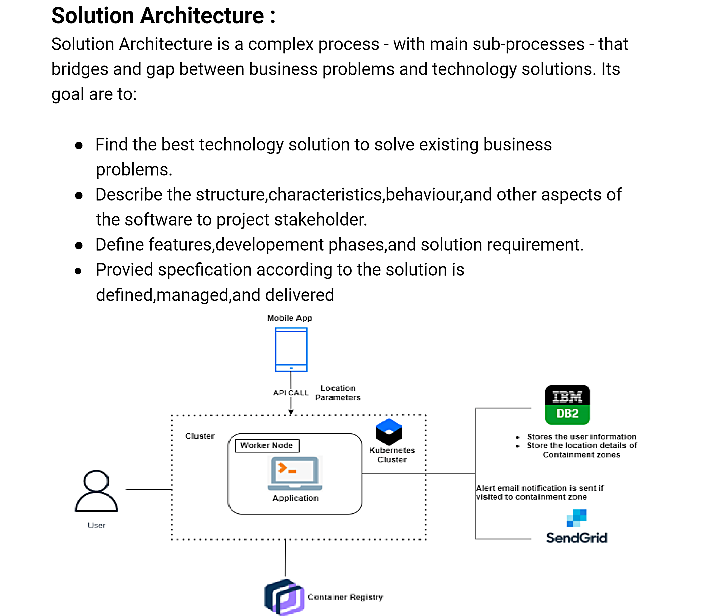 Solution Architecture :
Solution Architecture is a complex process - with main sub-processes - that
bridges and gap between business problems and technology solutions. Its
goal are to:
● Find the best technology solution to solve existing business
problems.
● Describe the structure,characteristics,behaviour,and other aspects of
the software to project stakeholder.
● Define features,developement phases,and solution requirement.
● Provied specfication according to the solution is
defined,managed,and delivered
Mobile App
API CALL
Location
Parameters
Cluster
Worker Node
Application
Kubernetes
Cluster
User
IBM
DB2
• Stores the user information
• Store the location details of
Containment zones
Alert email notification is sent if
visited to containment zone
SendGrid
Container Registry